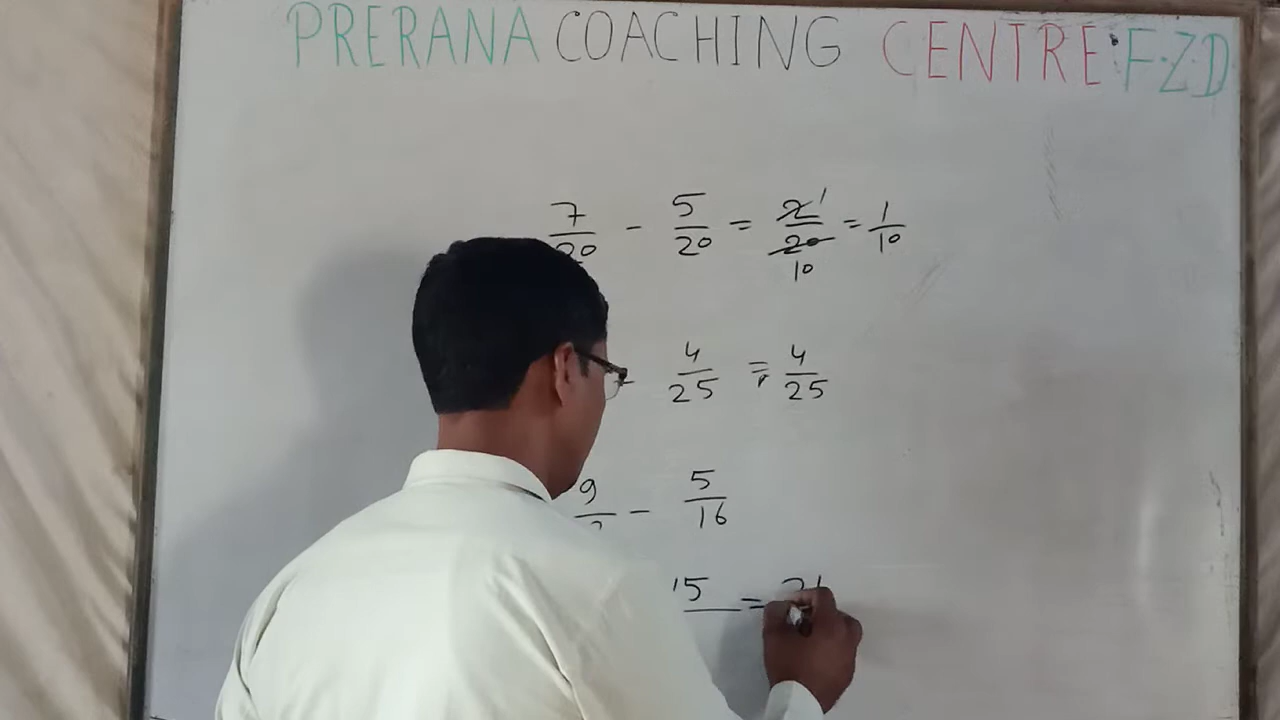 PRERANA COACHING CENTRE: F.Z.D
7/20 - 5/20 = 2/20 1 10 = 1/10
- 4/25 = 4/25
9 - 5/16
15 =